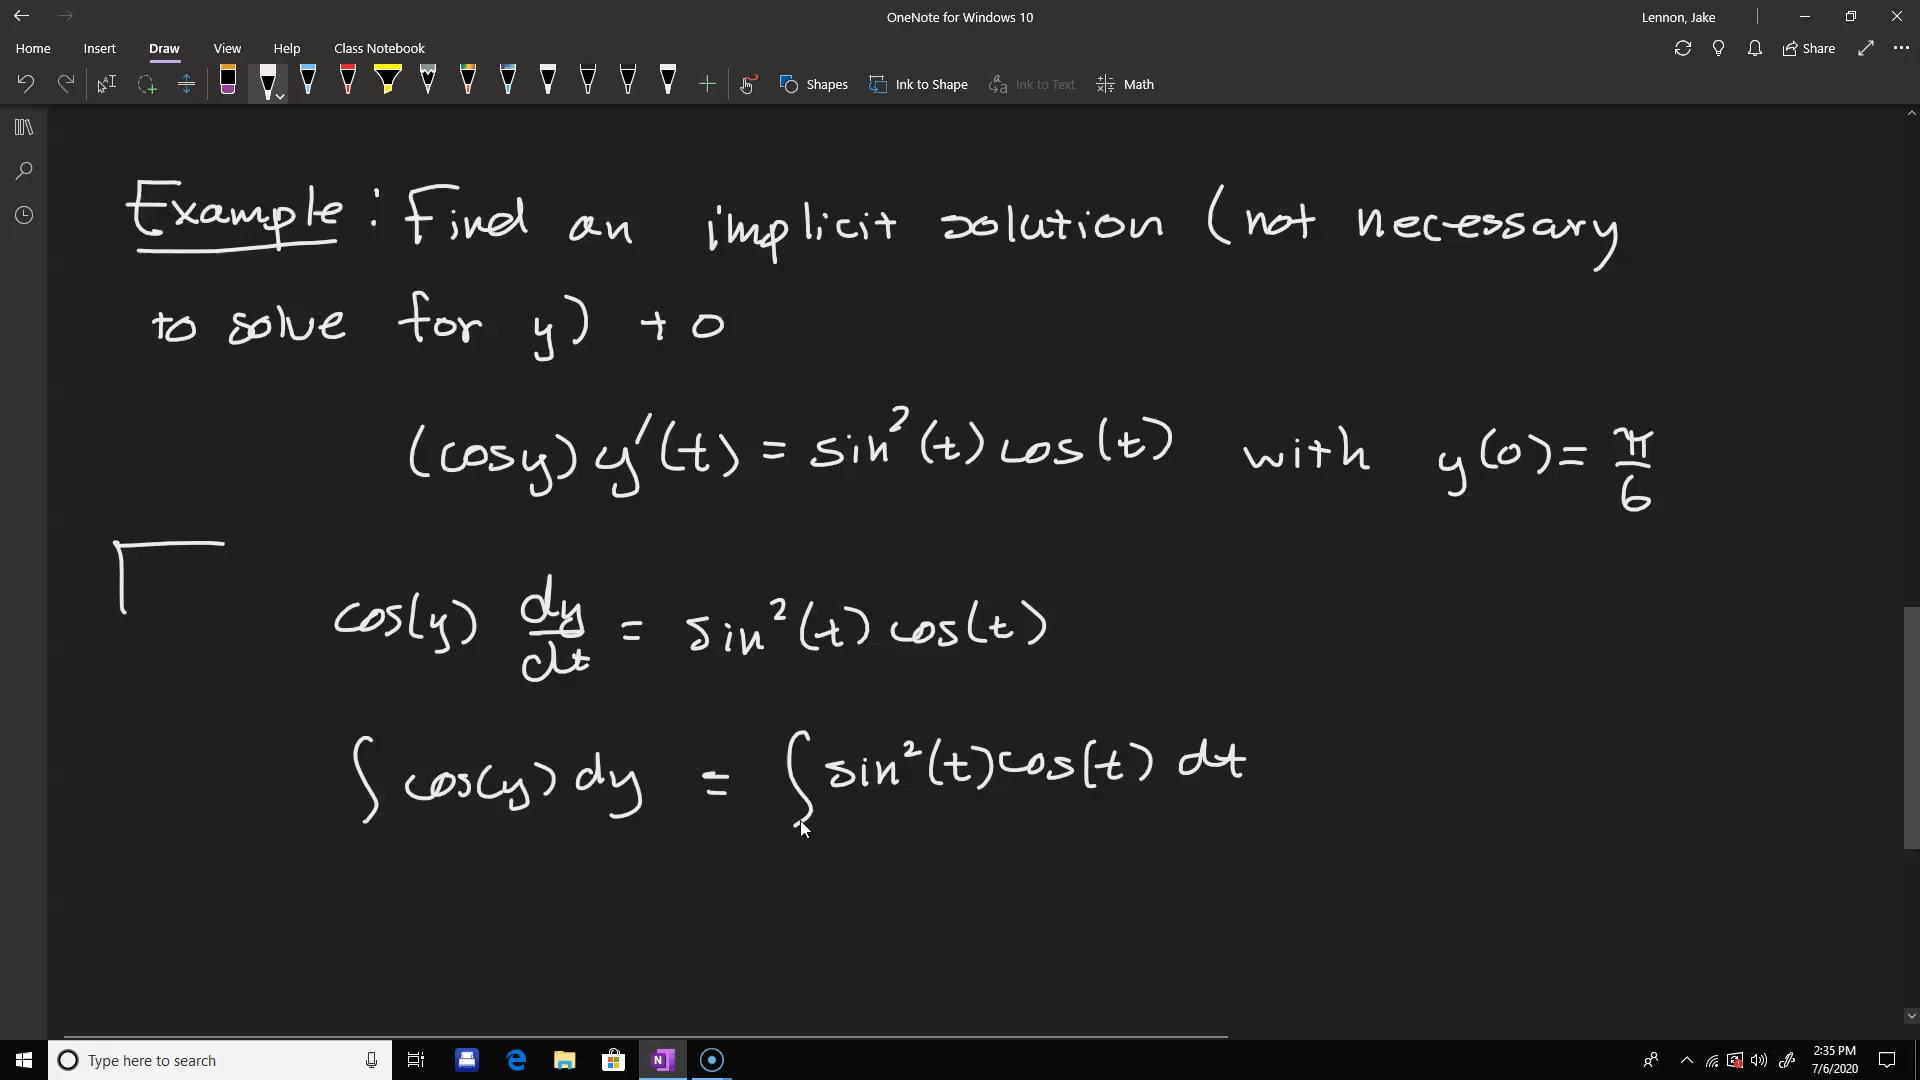 OneNote for Windows 10
Lennon, Jake
Home Insert Draw View Help Class Notebook
Share
Shapes Ink to Shape Ink to Text Math
Example: Find an implicit solution (not necessary
to solve for y) to
(cosy) y'(t) = sin²(t) cos(t) with y(0) = π/6
cos(y) dy/dt = sin²(t) cos(t)
∫ cos(y) dy = ∫ sin²(t) cos(t) dt
Type here to search
2:35 PM
7/6/2020